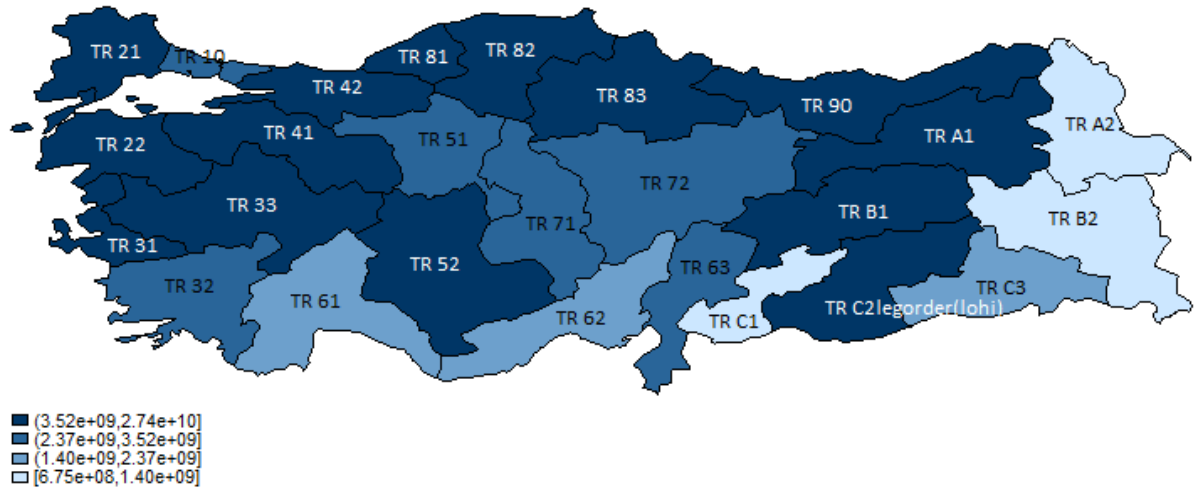 TR 21
TR 10
TR 81
TR 82
TR 42
TR 83
TR 90
TR A1
TR A2
TR 22
TR 41
TR 51
TR 72
TR 33
TR B1
TR B2
TR 31
TR 71
TR 52
TR 63
TR 32
TR 61
TR 62
TR C1
TR C2legorder(lohi)
TR C3
(3.52e+09,2.74e+10]
(2.37e+09,3.52e+09]
(1.40e+09,2.37e+09]
[6.75e+08,1.40e+09]